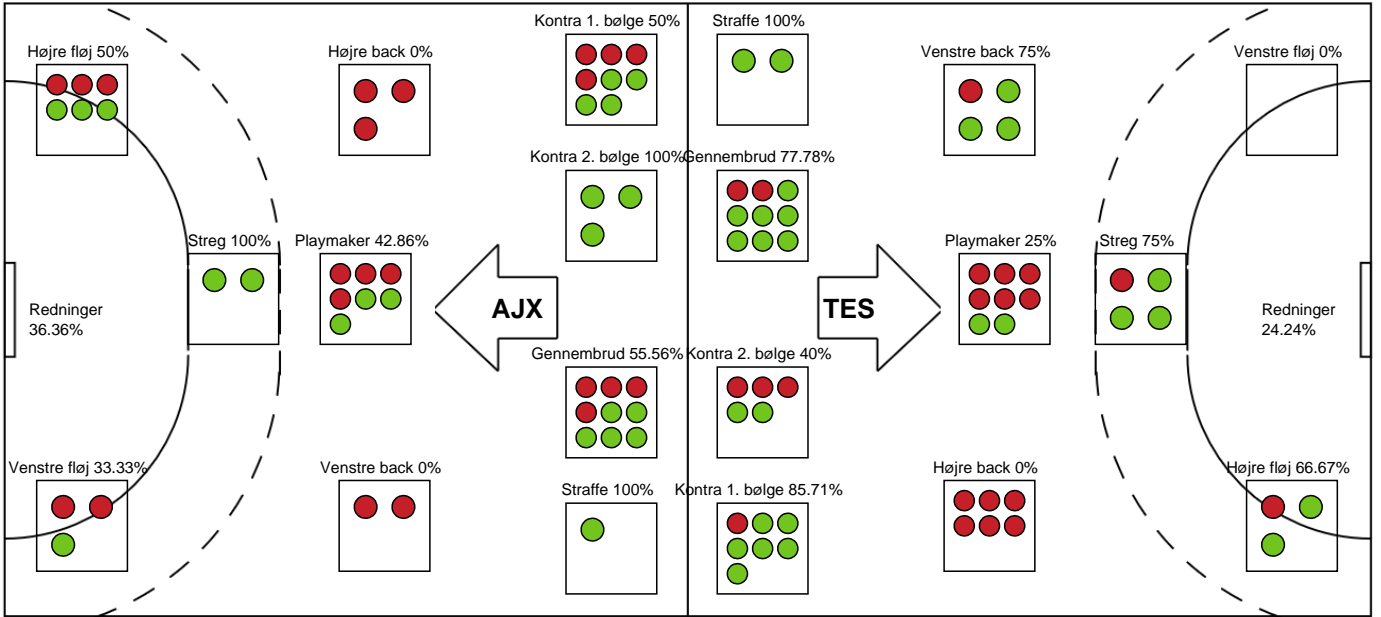 Kontra 1. bølge 50%
Straffe 100%
Højre fløj 50%
Højre back 0%
Venstre back 75%
Venstre fløj 0%
Kontra 2. bølge 100%
Gennembrud 77.78%
Streg 100%
Playmaker 42.86%
Playmaker 25%
Streg 75%
Redninger
36.36%
AJX
TES
Redninger
24.24%
Gennembrud 55.56%
Kontra 2. bølge 40%
Venstre fløj 33.33%
Venstre back 0%
Straffe 100%
Kontra 1. bølge 85.71%
Højre back 0%
Højre fløj 66.67%